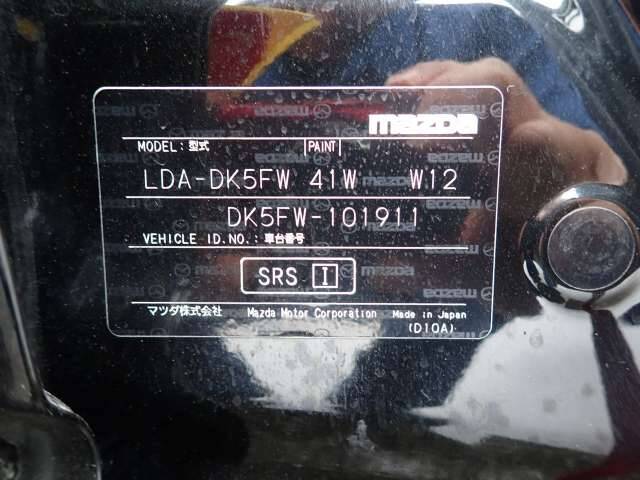 mazda
MODEL: 型式 PAINT
LDA-DK5FW 41W W12
DK5FW-101911
VEHICLE ID.NO.: 車台番号
SRS I
マツダ株式会社 Mazda Motor Corporation Made in Japan
(D10A)